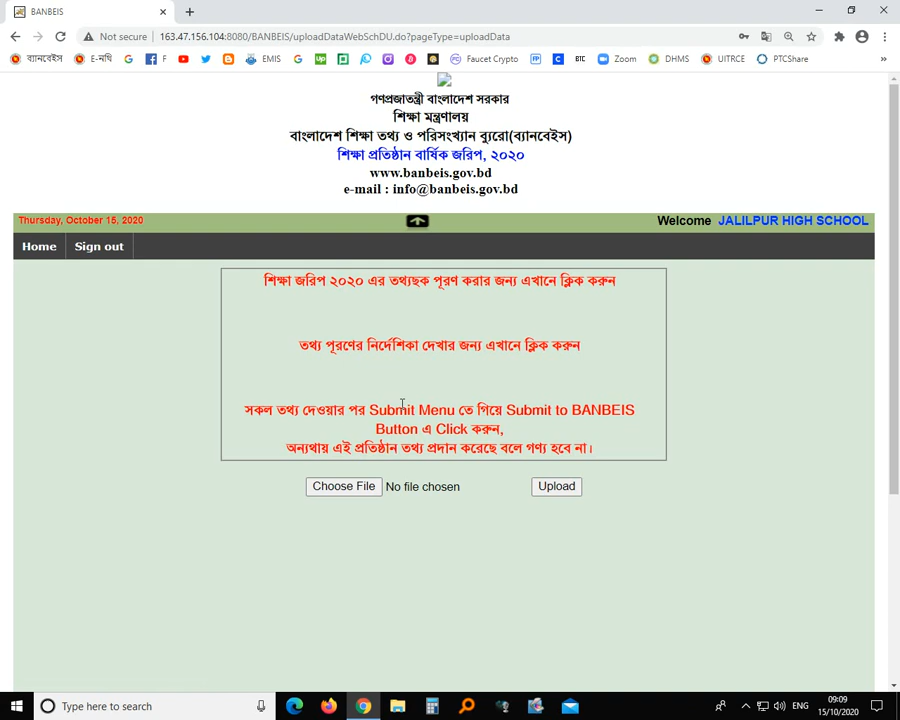 BANBEIS
Not secure
163.47.156.104:8080/BANBEIS/uploadDataWebSchDU.do?pageType=uploadData
ব্যানবেইস
E-নথি
F
EMIS
Faucet Crypto
BTC
Zoom
DHMS
UITRCE
PTCShare
গণপ্রজাতন্ত্রী বাংলাদেশ সরকার
শিক্ষা মন্ত্রণালয়
বাংলাদেশ শিক্ষা তথ্য ও পরিসংখ্যান ব্যুরো(ব্যানবেইস)
শিক্ষা প্রতিষ্ঠান বার্ষিক জরিপ, ২০২০
www.banbeis.gov.bd
e-mail : info@banbeis.gov.bd
Thursday, October 15, 2020
Welcome JALILPUR HIGH SCHOOL
Home
Sign out
শিক্ষা জরিপ ২০২০ এর তথ্যছক পূরণ করার জন্য এখানে ক্লিক করুন
তথ্য পূরণের নির্দেশিকা দেখার জন্য এখানে ক্লিক করুন
সকল তথ্য দেওয়ার পর Submit Menu তে গিয়ে Submit to BANBEIS
Button এ Click করুন,
অন্যথায় এই প্রতিষ্ঠান তথ্য প্রদান করেছে বলে গণ্য হবে না।
Choose File No file chosen
Upload
Type here to search
ENG
09:09
15/10/2020